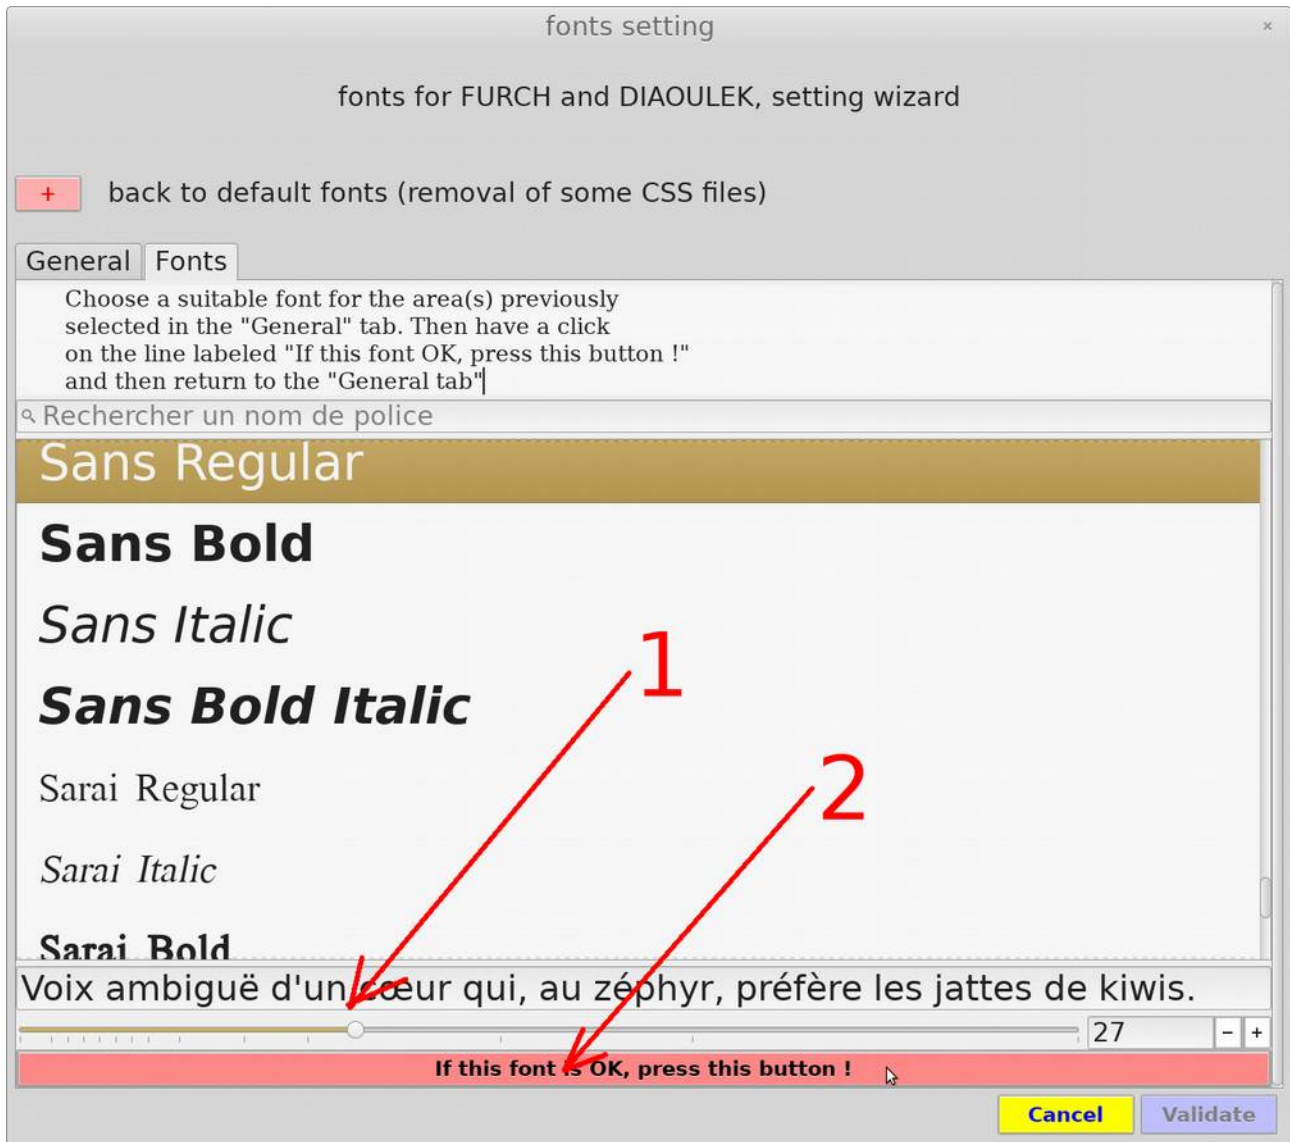 fonts setting ×
fonts for FURCH and DIAOULEK, setting wizard
+ back to default fonts (removal of some CSS files)
General Fonts
Choose a suitable font for the area(s) previously
selected in the "General" tab. Then have a click
on the line labeled "If this font OK, press this button !"
and then return to the "General tab"
Rechercher un nom de police
Sans Regular
Sans Bold
Sans Italic
1
Sans Bold Italic
2
Sarai Regular
Sarai Italic
Sarai Bold
Voix ambiguë d'un cœur qui, au zéphyr, préfère les jattes de kiwis.
27 − +
If this font is OK, press this button !
Cancel Validate